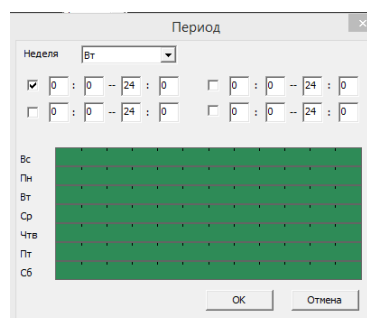 Период
Неделя Вт
0 : 0 -- 24 : 0 0 : 0 -- 24 : 0
0 : 0 -- 24 : 0 0 : 0 -- 24 : 0
Вс
Пн
Вт
Ср
Чтв
Пт
Сб
OK Отмена